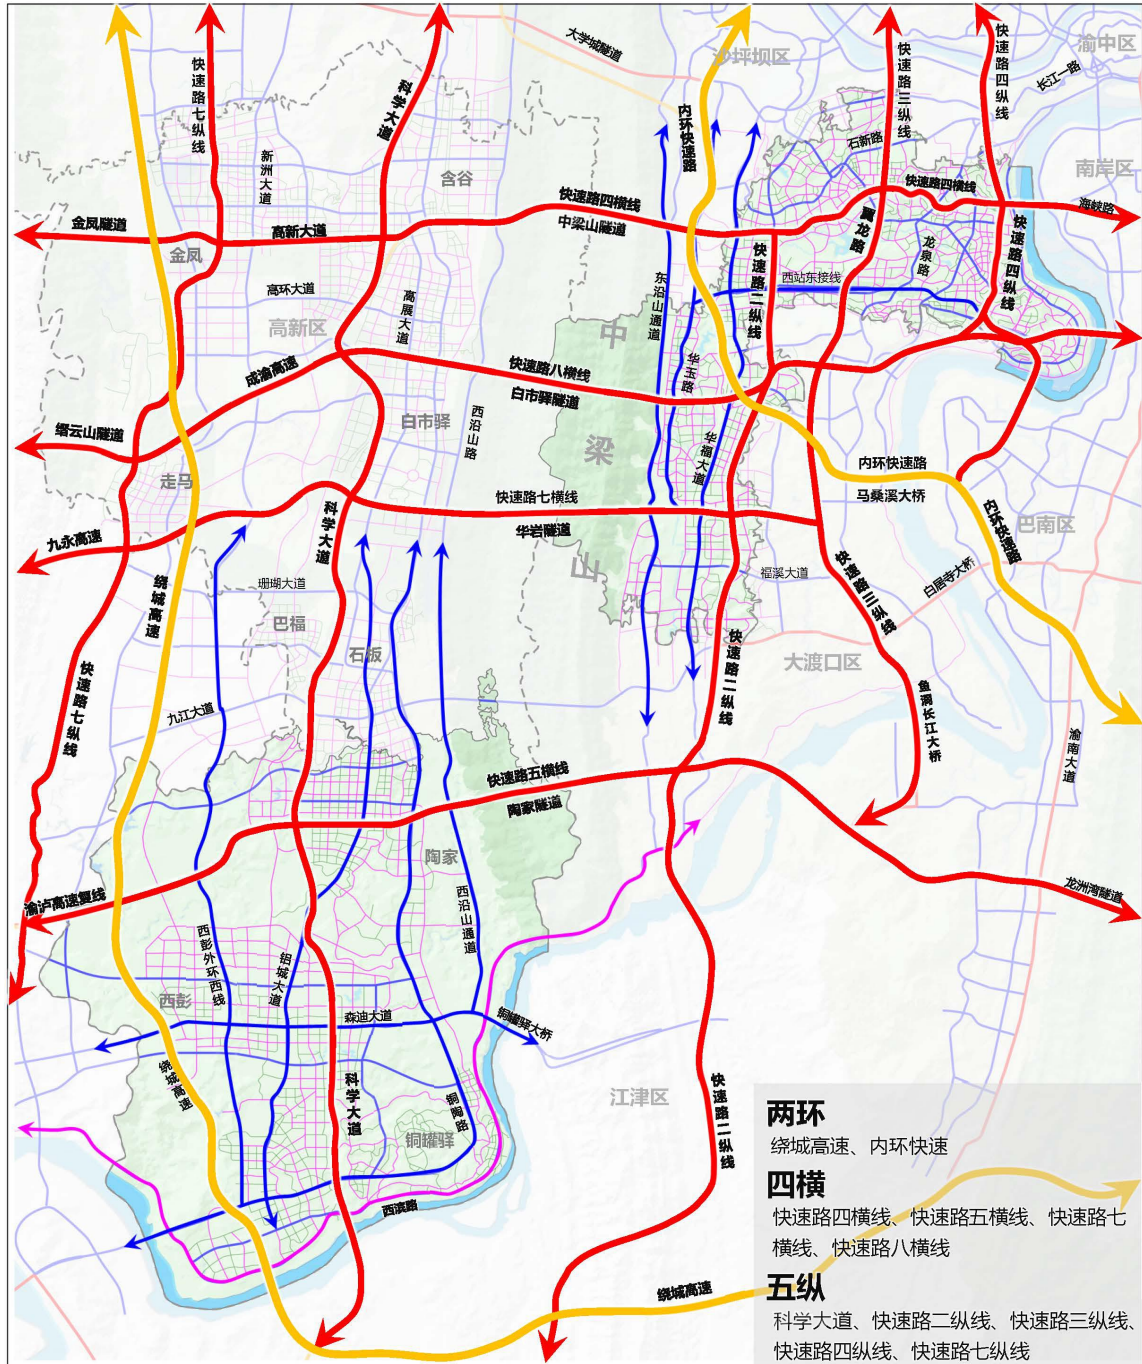 大学城隧道
沙坪坝区
渝中区
长江一路
快速路七纵线
科学大道
内环快速路
快速路三纵线
快速路四纵线
石新路
新洲大道
含谷
南岸区
快速路四横线
快速路四横线
海峡路
金凤隧道
高新大道
中梁山隧道
翼龙路
龙泉路
快速路四纵线
金凤
快速路二纵线
东沿山通道
西站东接线
高环大道
高展大道
高新区
中
梁
山
成渝高速
快速路八横线
白市驿隧道
华玉路
缙云山隧道
白市驿
西沿山路
华福大道
内环快速路
马桑溪大桥
走马
快速路七横线
华岩隧道
科学大道
九永高速
内环快速路
巴南区
绕城高速
珊瑚大道
福溪大道
快速路三纵线
白居寺大桥
巴福
石板
快速路二纵线
大渡口区
快速路七纵线
九江大道
鱼洞长江大桥
渝南大道
快速路五横线
陶家隧道
陶家
渝泸高速复线
龙洲湾隧道
西彭外环西线
铝城大道
西沿山通道
西彭
森迪大道
铜罐驿大桥
绕城高速
科学大道
铜陶路
铜罐驿
江津区
快速路二纵线
西滨路
绕城高速
两环
绕城高速、内环快速
四横
快速路四横线、快速路五横线、快速路七
横线、快速路八横线
五纵
科学大道、快速路二纵线、快速路三纵线、
快速路四纵线、快速路七纵线